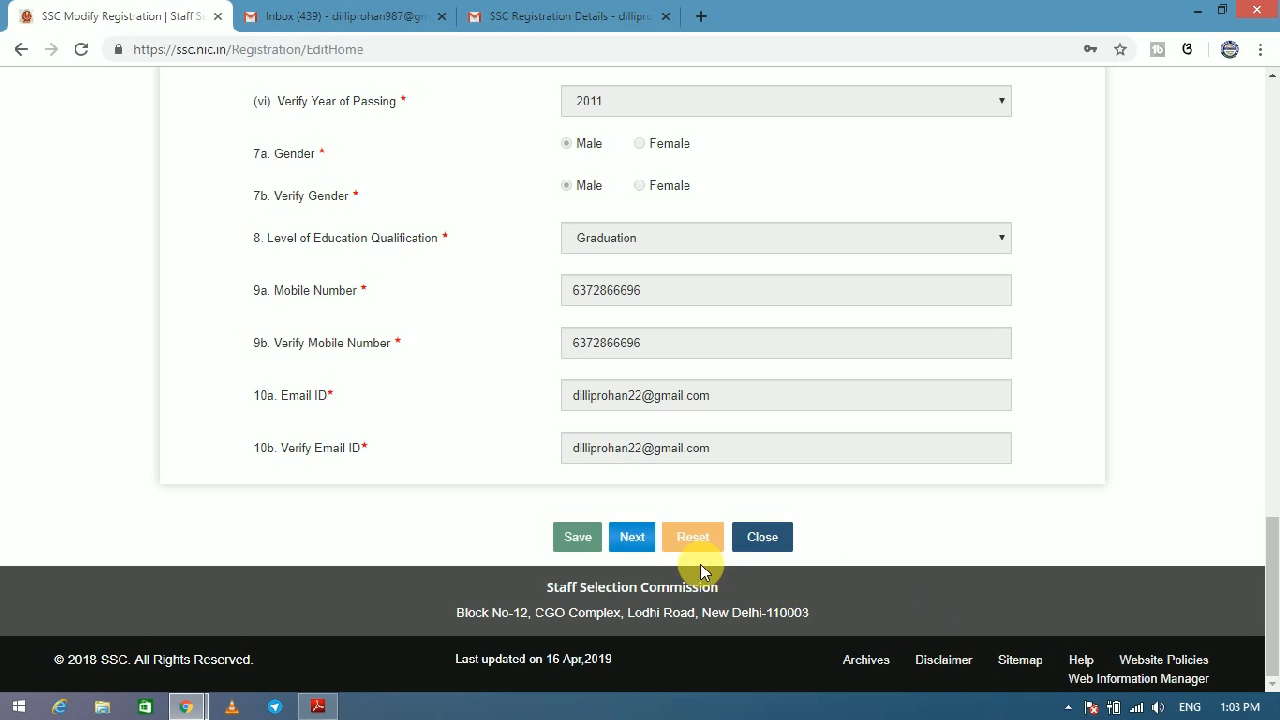 SSC Modify Registration | Staff S
Inbox (439) - dilliprohan987@gm
SSC Registration Details - dillipro
https://ssc.nic.in/Registration/EditHome
(vi) Verify Year of Passing *
2011
7a. Gender *
Male Female
7b. Verify Gender *
Male Female
8. Level of Education Qualification *
Graduation
9a. Mobile Number *
6372866696
9b. Verify Mobile Number *
6372866696
10a. Email ID*
dilliprohan22@gmail.com
10b. Verify Email ID*
dilliprohan22@gmail.com
Save Next Reset Close
Staff Selection Commission
Block No-12, CGO Complex, Lodhi Road, New Delhi-110003
© 2018 SSC. All Rights Reserved.
Last updated on 16 Apr,2019
Archives Disclaimer Sitemap Help Website Policies
Web Information Manager
ENG 1:03 PM